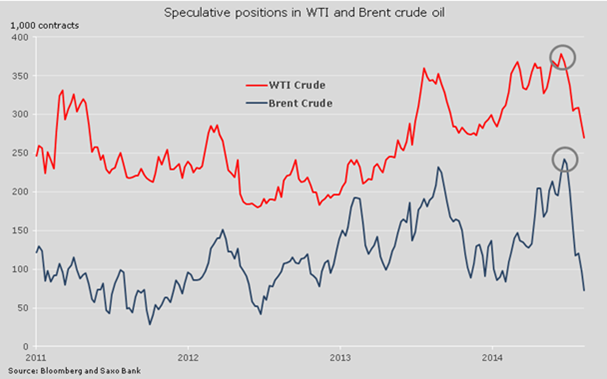 Speculative positions in WTI and Brent crude oil
1,000 contracts
400
350
300
250
200
150
100
50
0
WTI Crude
Brent Crude
2011 2012 2013 2014
Source: Bloomberg and Saxo Bank